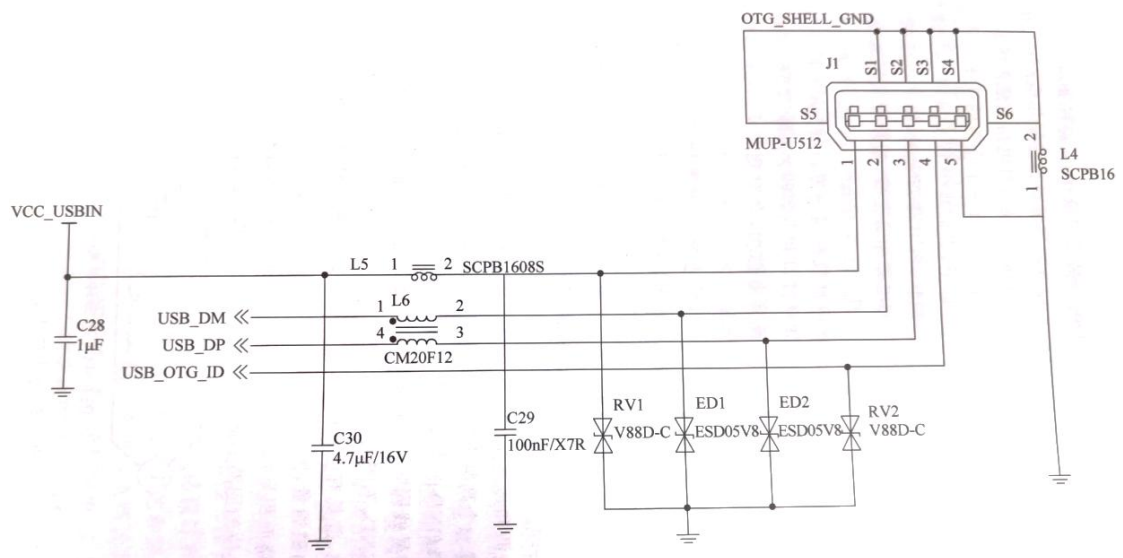 OTG_SHELL_GND
J1
S1
S2
S3
S4
S5
S6
MUP-U512
1
2
3
4
5
2
L4
SCPB16
1
VCC_USBIN
L5
1
2
SCPB1608S
C28
1μF
USB_DM
1
L6
2
USB_DP
4
3
CM20F12
USB_OTG_ID
C30
4.7μF/16V
C29
100nF/X7R
RV1
V88D-C
ED1
ESD05V8
ED2
ESD05V8
RV2
V88D-C